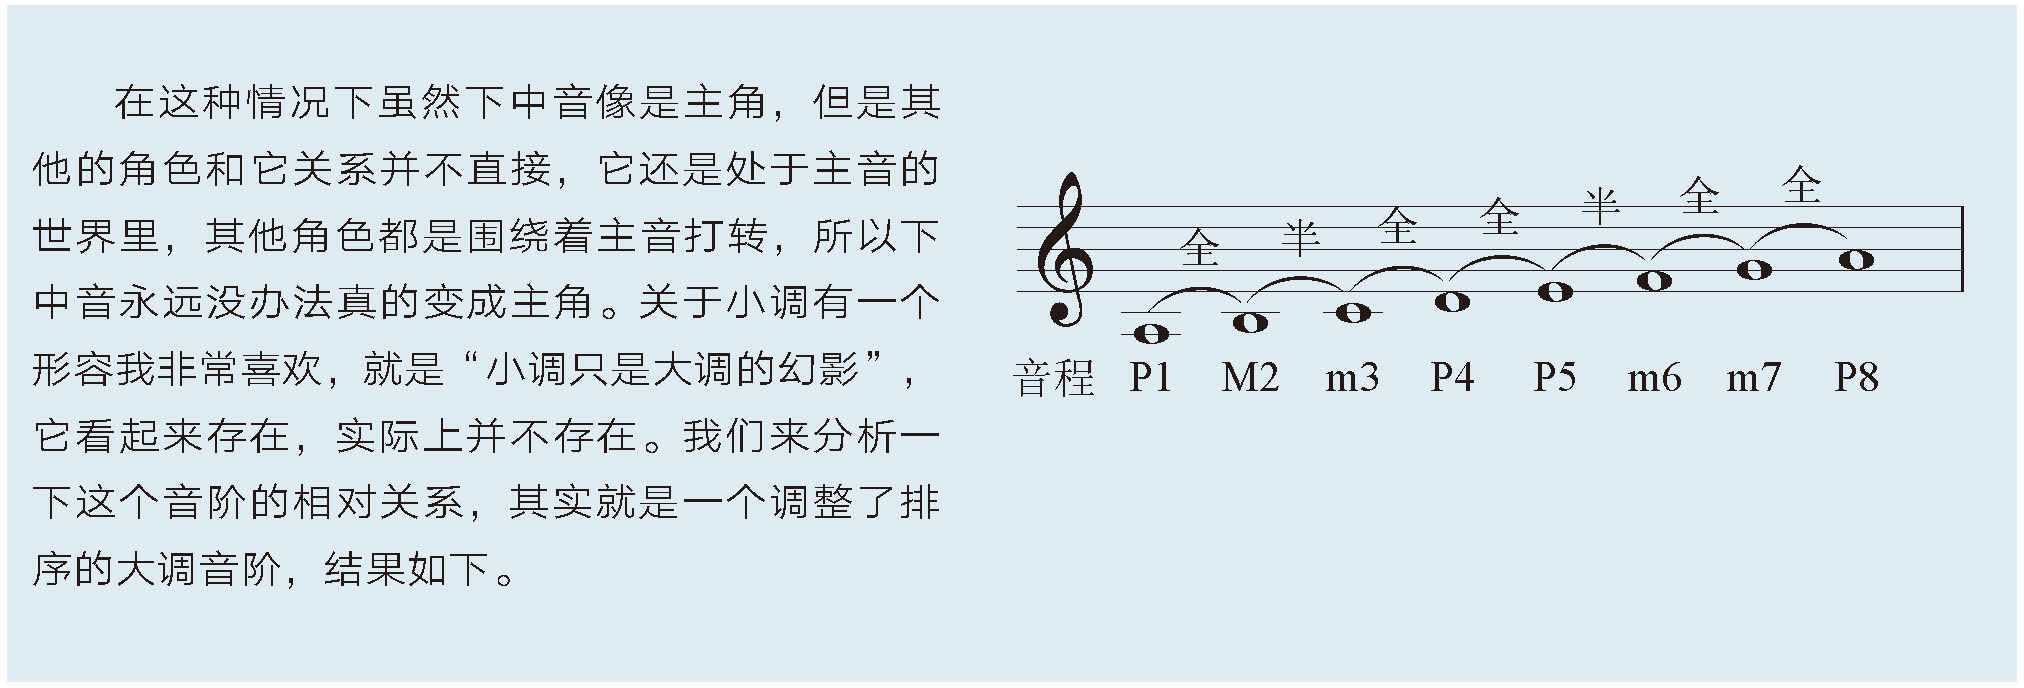 在这种情况下虽然下中音像是主角，但是其
他的角色和它关系并不直接，它还是处于主音的
世界里，其他角色都是围绕着主音打转，所以下
中音永远没办法真的变成主角。关于小调有一个
形容我非常喜欢，就是“小调只是大调的幻影”，
它看起来存在，实际上并不存在。我们来分析一
下这个音阶的相对关系，其实就是一个调整了排
序的大调音阶，结果如下。
全 半 全 全 半 全 全
音程 P1 M2 m3 P4 P5 m6 m7 P8